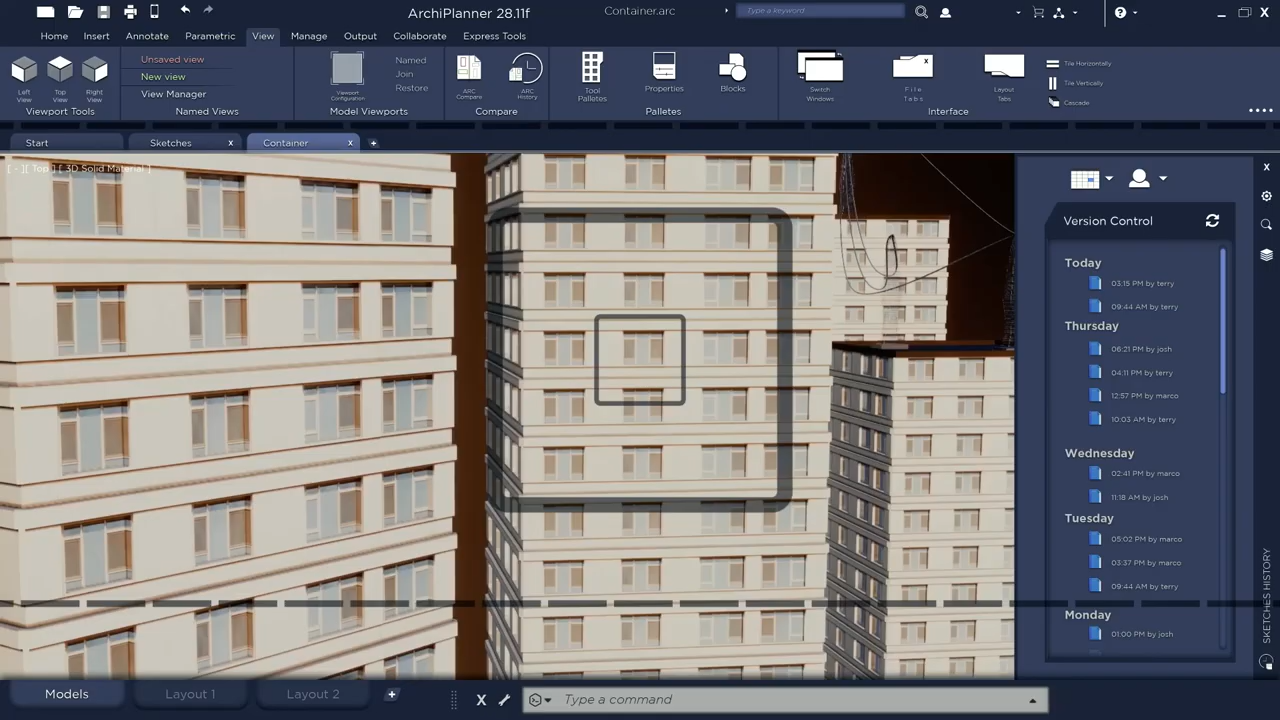 ArchiPlanner 28.11f
Container.arc
Type a keyword
?
Home
Insert
Annotate
Parametric
View
Manage
Output
Collaborate
Express Tools
Left View
Top View
Right View
Viewport Tools
Unsaved view
New view
View Manager
Named Views
Viewport Configuration
Named
Join
Restore
Model Viewports
ARC Compare
ARC History
Compare
Tool Palletes
Properties
Blocks
Palletes
Switch Windows
File Tabs
Layout Tabs
Tile Horizontally
Tile Vertically
Cascade
Interface
Start
Sketches x
Container x
[ - ][ Top ] [ 3D Solid Material ]
Version Control
Today
03:15 PM by terry
09:44 AM by terry
Thursday
06:21 PM by josh
04:11 PM by terry
12:57 PM by marco
10:03 AM by terry
Wednesday
02:41 PM by marco
11:18 AM by josh
Tuesday
05:02 PM by marco
03:37 PM by marco
09:44 AM by terry
Monday
01:00 PM by josh
SKETCHES HISTORY
Models
Layout 1
Layout 2
Type a command